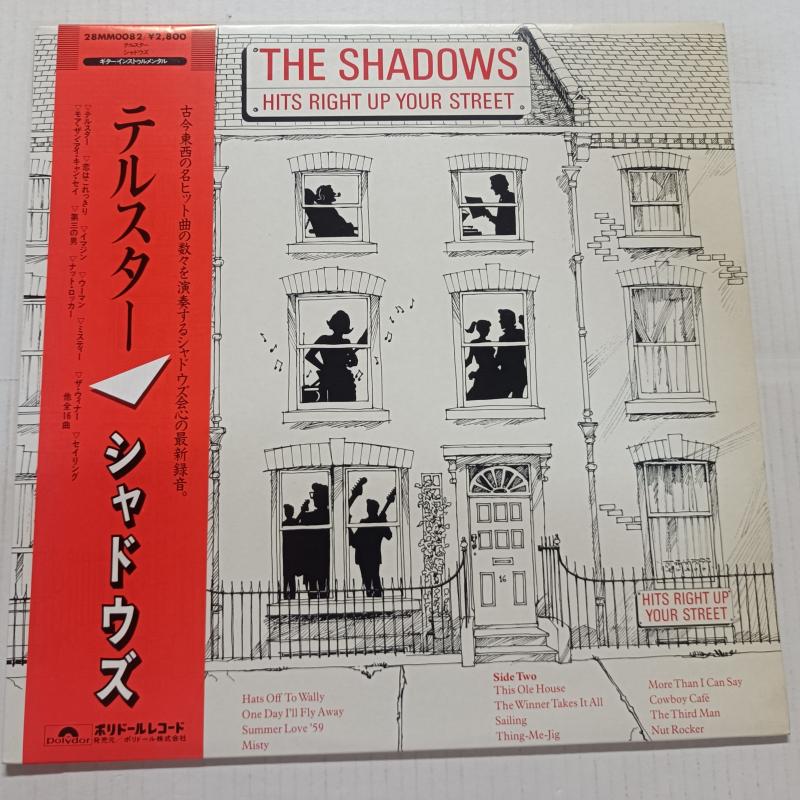 28MM0082 ¥2,800
テルスター
シャドウズ
ギター・インストゥルメンタル
古今東西の名ヒット曲の数々を演奏するシャドウズ会心の最新録音。
テルスター
シャドウズ
▽テルスター ▽恋はこれっきり ▽イマジン ▽ウーマン ▽ミスティー ▽ザ・ウィナー ▽セイリング
▽モア・ザン・アイ・キャン・セイ ▽第三の男 ▽ナット・ロッカー 他全16曲
Polydor
ポリドールレコード
発売元/ポリドール株式会社
THE SHADOWS
HITS RIGHT UP YOUR STREET
16
HITS RIGHT UP
YOUR STREET
Hats Off To Wally
One Day I'll Fly Away
Summer Love '59
Misty
Side Two
This Ole House
The Winner Takes It All
Sailing
Thing-Me-Jig
More Than I Can Say
Cowboy Café
The Third Man
Nut Rocker